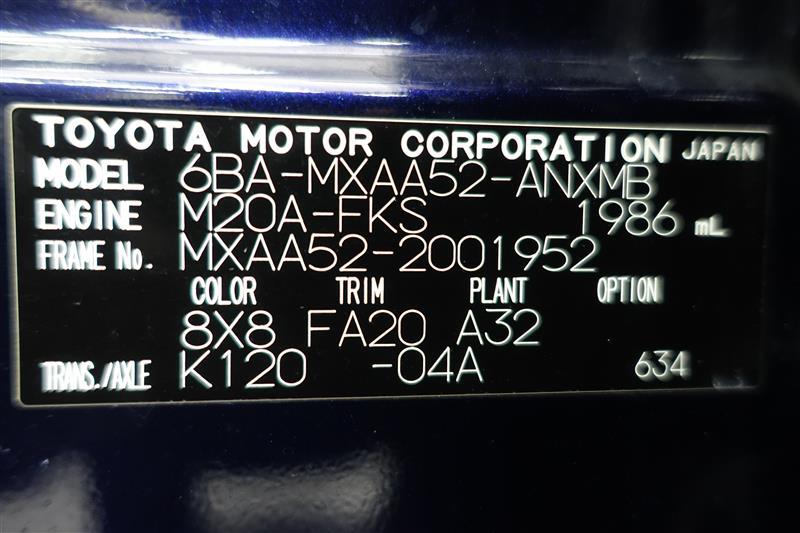 TOYOTA MOTOR CORPORATION JAPAN
MODEL 6BA-MXAA52-ANXMB
ENGINE M20A-FKS 1986 mL
FRAME No. MXAA52-2001952
COLOR TRIM PLANT OPTION
8X8 FA20 A32
TRANS./AXLE K120 -04A 634